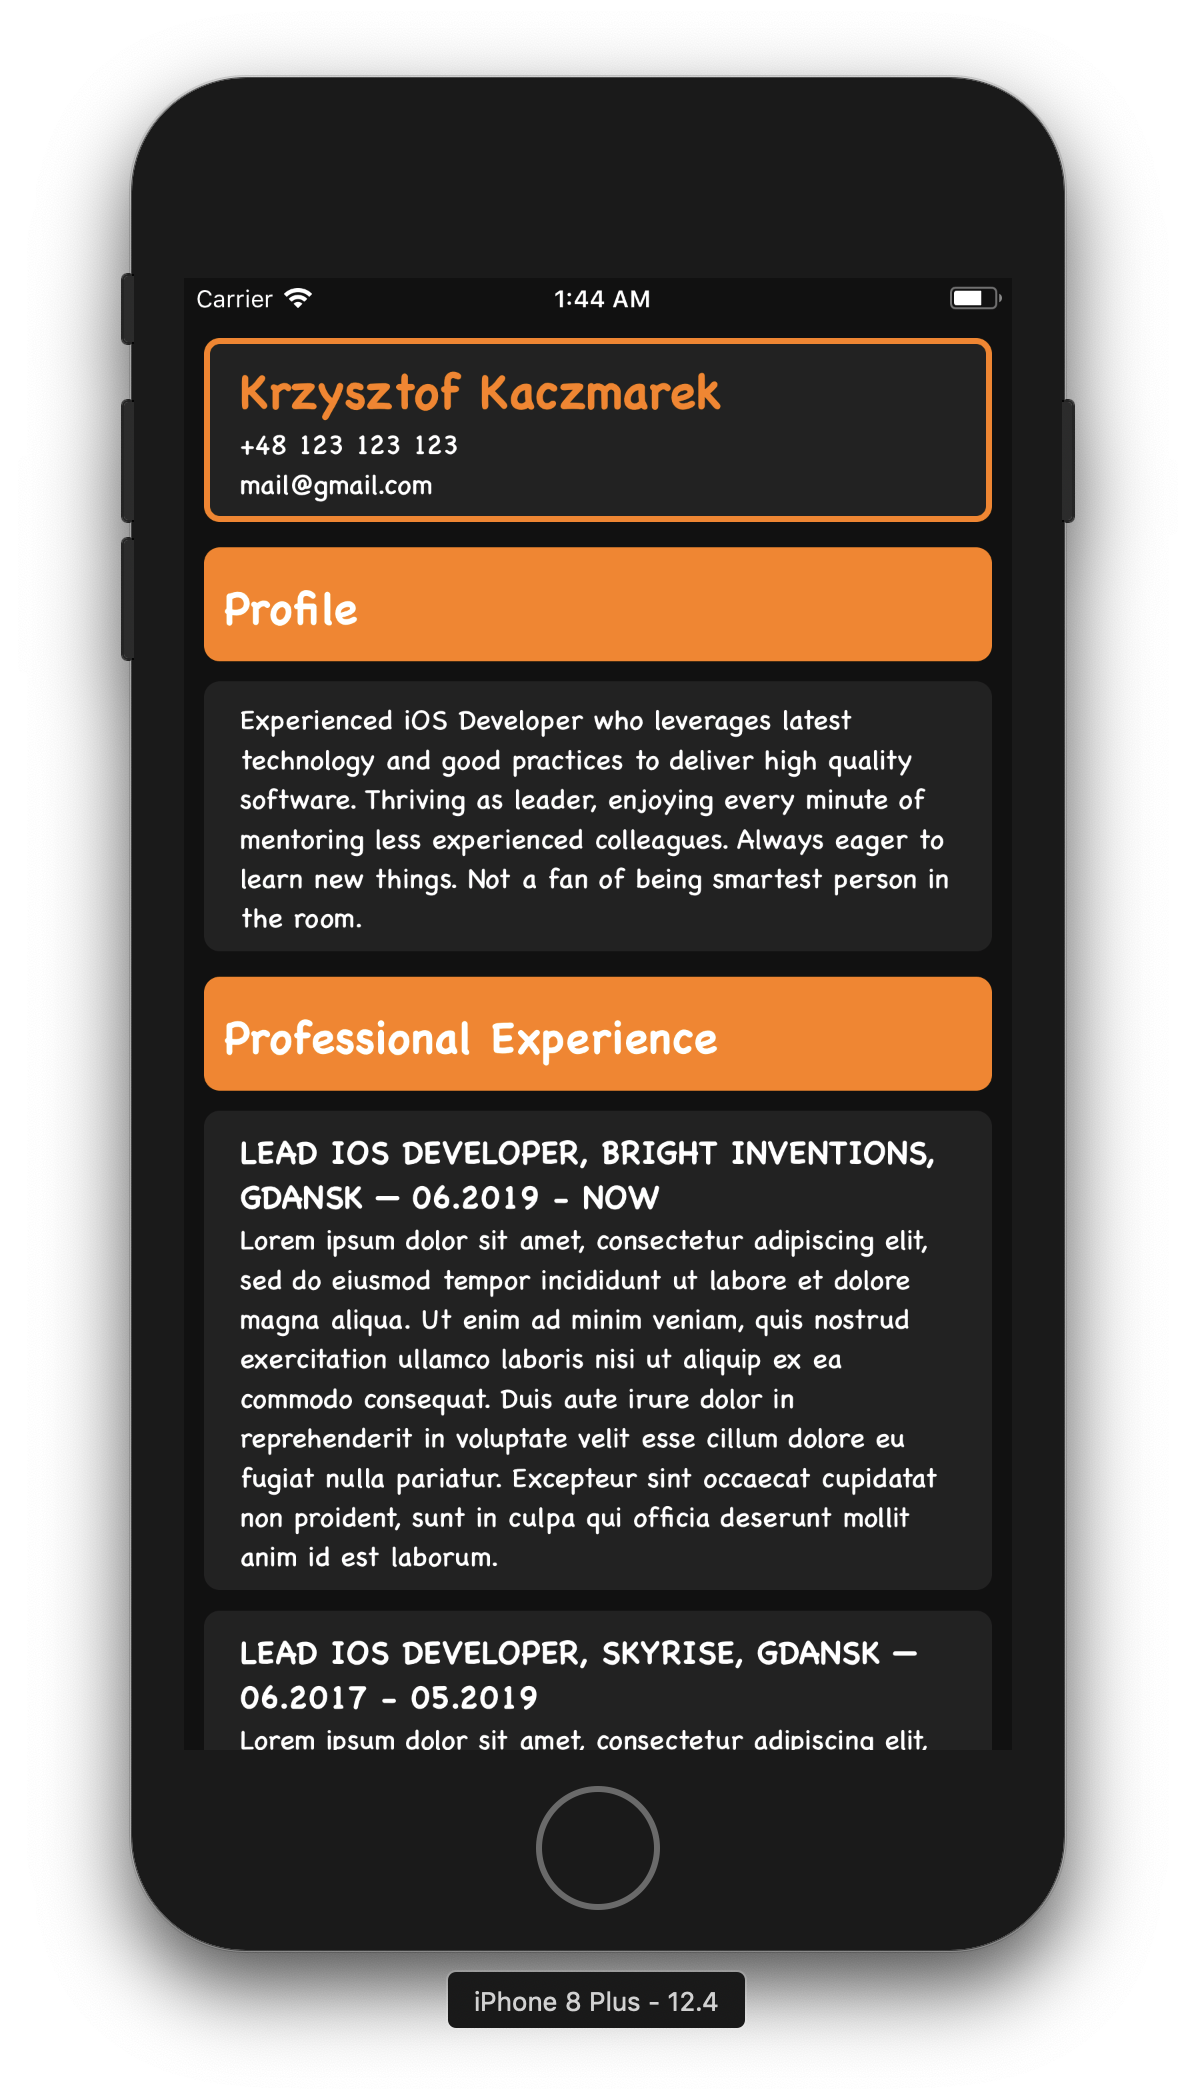 Carrier 1:44 AM
Krzysztof Kaczmarek
+48 123 123 123
mail@gmail.com
Profile
Experienced iOS Developer who leverages latest
technology and good practices to deliver high quality
software. Thriving as leader, enjoying every minute of
mentoring less experienced colleagues. Always eager to
learn new things. Not a fan of being smartest person in
the room.
Professional Experience
LEAD IOS DEVELOPER, BRIGHT INVENTIONS,
GDANSK — 06.2019 - NOW
Lorem ipsum dolor sit amet, consectetur adipiscing elit,
sed do eiusmod tempor incididunt ut labore et dolore
magna aliqua. Ut enim ad minim veniam, quis nostrud
exercitation ullamco laboris nisi ut aliquip ex ea
commodo consequat. Duis aute irure dolor in
reprehenderit in voluptate velit esse cillum dolore eu
fugiat nulla pariatur. Excepteur sint occaecat cupidatat
non proident, sunt in culpa qui officia deserunt mollit
anim id est laborum.
LEAD IOS DEVELOPER, SKYRISE, GDANSK —
06.2017 - 05.2019
Lorem ipsum dolor sit amet, consectetur adipiscing elit,
iPhone 8 Plus - 12.4